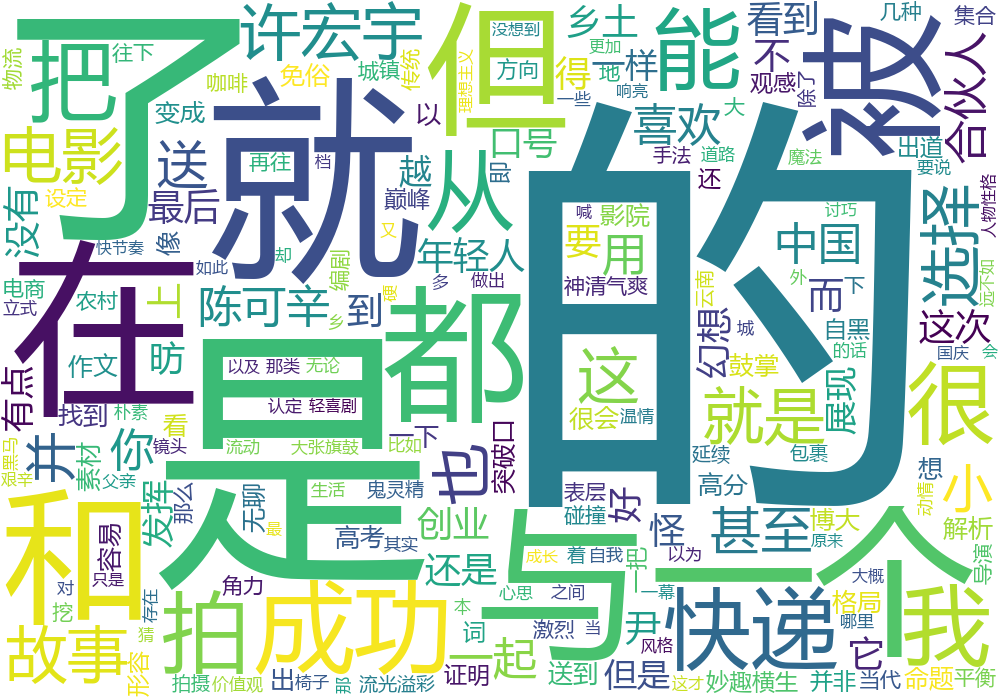 的
是
就
在
了
但
被
都
与
一个
我
和
成功
快递
把
许宏宇
能
电影
送
最后
从
越
口号
喜欢
乡土
一样
得
地
看到
不
观感
合伙人
出道
选择
中国
而
这次
很
小
故事
拍
一起
但是
它
格局
命题
平衡
当代
并非
妙趣横生
甚至
博大
怪
好
尹
还是
创业
高考
无聊
发挥
你
并
有点
没有
陈可辛
到
年轻人
编剧
巅峰
即
用
要
影院
神清气爽
这
就是
幻想
云南
鼓掌
展现
自黑
的话
外
下
城
国庆
会
远不如
人物性格
讨巧
魔法
要说
大
道路
手法
还
喊
除了
几种
集合
响亮
更加
一些
方向
没想到
理想主义
传统
城镇
免俗
咖啡
往下
物流
变成
以
再往
档
像
快节奏
如此
却
又
多
做出
硬
设定
电商
立式
农村
上
乡
作文
昉
找到
朴素
看
素材
镜头
父亲
艰辛
黑马
以及
那类
无论
认定
轻喜剧
流动
大张旗鼓
比如
一下
也
突破口
很会
温情
延续
包裹
高分
想
动情
解析
导演
原来
大概
哪里
一幕
风格
这才
以为
一把
自我
着
碰撞
表层
成长
心思
之间
激烈
当
本
词
送到
证明
角力
其实
鬼灵精
生活
最
那么
容易
只是
存在
对
挖
猜
形容
拍摄
价值观
出
椅子
那
流光溢彩